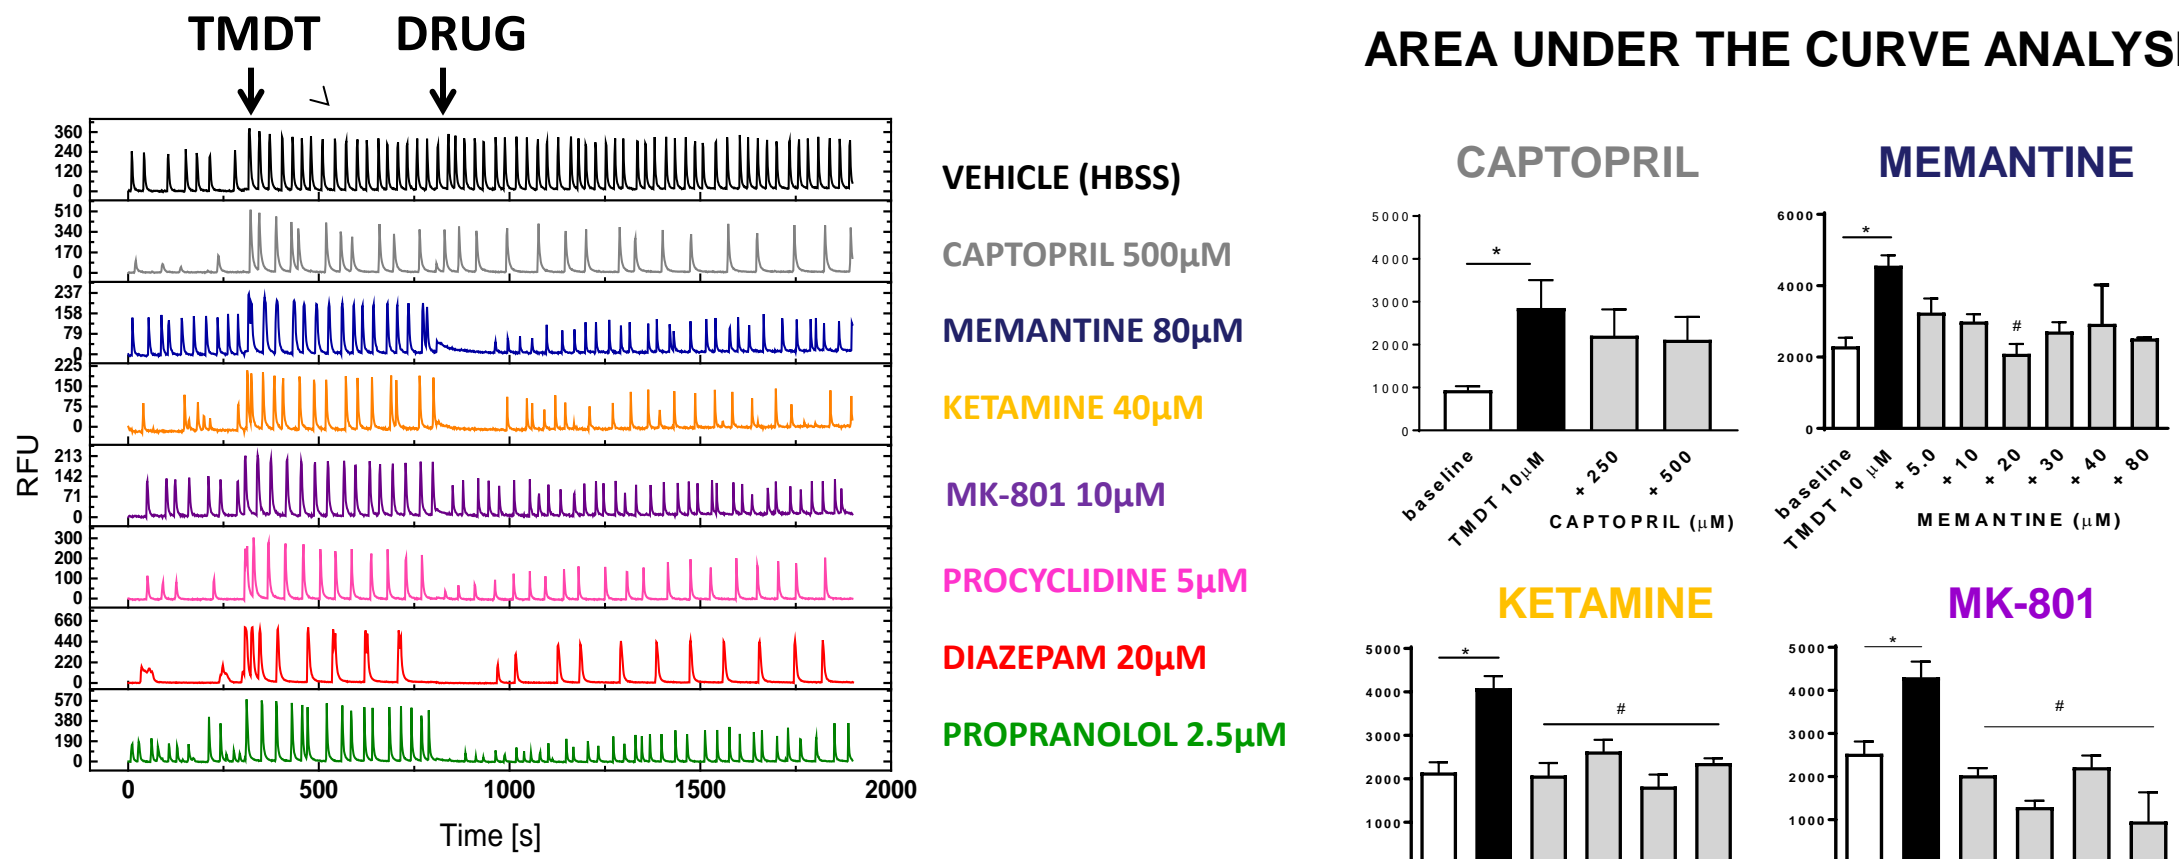 TMDT DRUG
AREA UNDER THE CURVE ANALYSI
360
240
120
0
510
340
170
0
237
158
79
0
225
150
75
0
213
142
71
0
300
200
100
0
660
440
220
0
570
380
190
0
RFU
0 500 1000 1500 2000
Time [s]
VEHICLE (HBSS)
CAPTOPRIL 500µM
MEMANTINE 80µM
KETAMINE 40µM
MK-801 10µM
PROCYCLIDINE 5µM
DIAZEPAM 20µM
PROPRANOLOL 2.5µM
CAPTOPRIL
5000
4000
3000
2000
1000
0
*
baseline
TMDT 10µM
+ 250
+ 500
CAPTOPRIL (µM)
MEMANTINE
6000
4000
2000
0
*
#
baseline
TMDT 10 µM
+ 5.0
+ 10
+ 20
+ 30
+ 40
+ 80
MEMANTINE (µM)
KETAMINE
5000
4000
3000
2000
1000
*
#
MK-801
5000
4000
3000
2000
1000
*
#